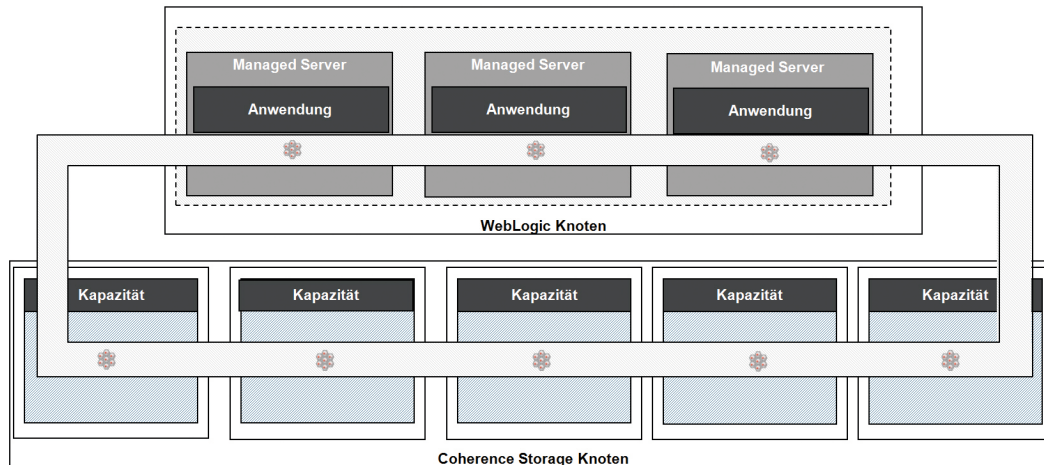 Managed Server
Managed Server
Managed Server
Anwendung
Anwendung
Anwendung
WebLogic Knoten
Kapazität
Kapazität
Kapazität
Kapazität
Kapazität
Coherence Storage Knoten